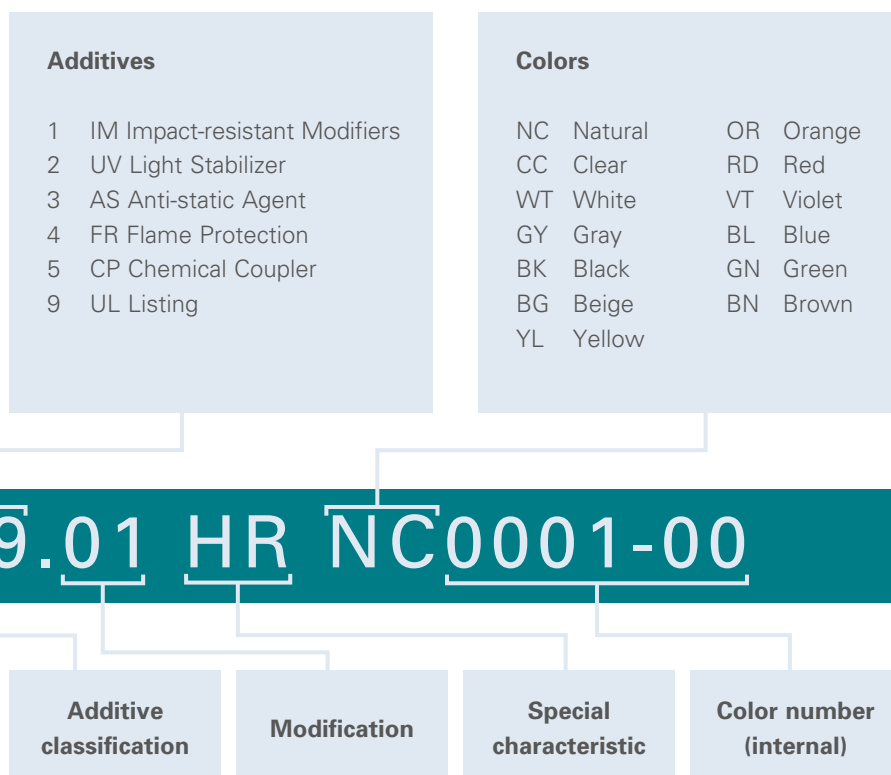 Additives
1 IM Impact-resistant Modifiers
2 UV Light Stabilizer
3 AS Anti-static Agent
4 FR Flame Protection
5 CP Chemical Coupler
9 UL Listing
Colors
NC Natural
CC Clear
WT White
GY Gray
BK Black
BG Beige
YL Yellow
OR Orange
RD Red
VT Violet
BL Blue
GN Green
BN Brown
9.01 HR NC0001-00
Additive
classification
Modification
Special
characteristic
Color number
(internal)